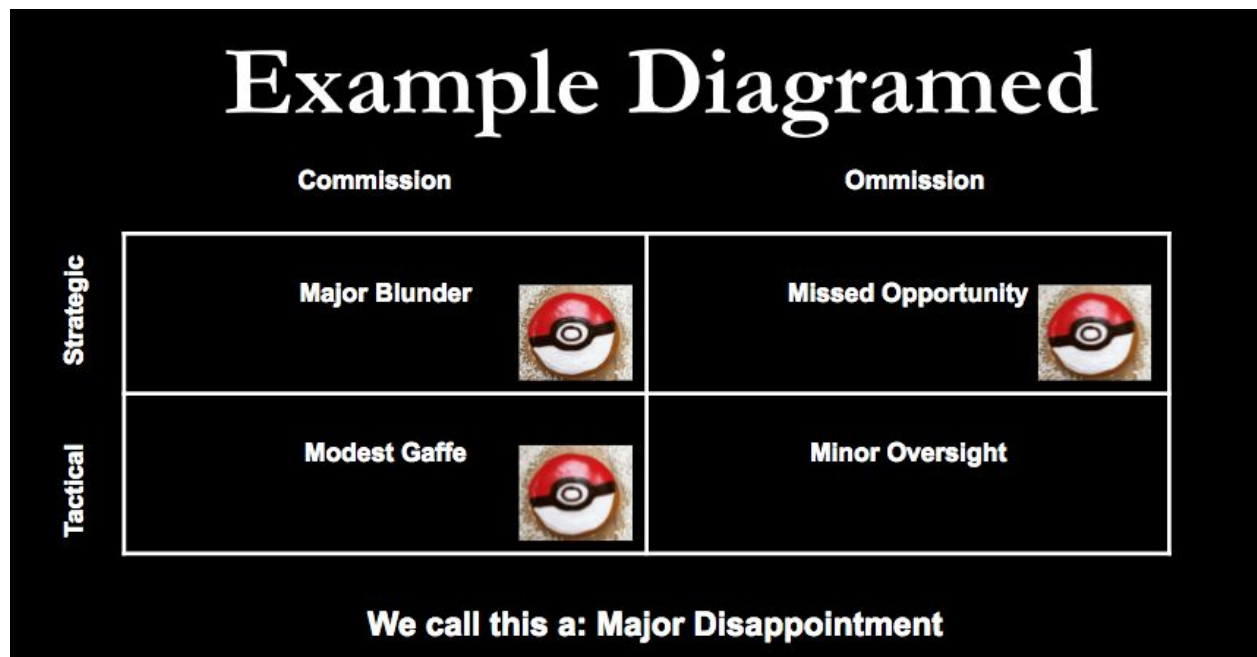 Example Diagramed
Commission
Ommission
Strategic
Major Blunder
Missed Opportunity
Tactical
Modest Gaffe
Minor Oversight
We call this a: Major Disappointment